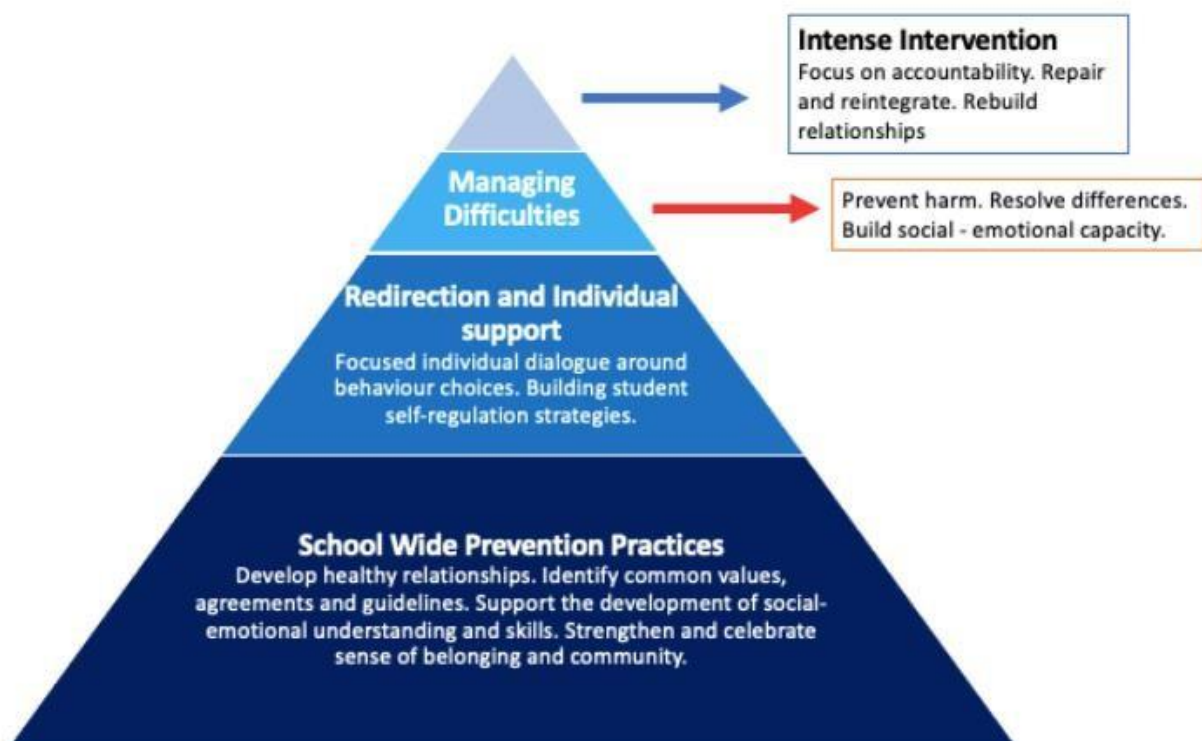 Intense Intervention
Focus on accountability. Repair
and reintegrate. Rebuild
relationships
Managing
Difficulties
Prevent harm. Resolve differences.
Build social - emotional capacity.
Redirection and Individual
support
Focused individual dialogue around
behaviour choices. Building student
self-regulation strategies.
School Wide Prevention Practices
Develop healthy relationships. Identify common values,
agreements and guidelines. Support the development of social-
emotional understanding and skills. Strengthen and celebrate
sense of belonging and community.